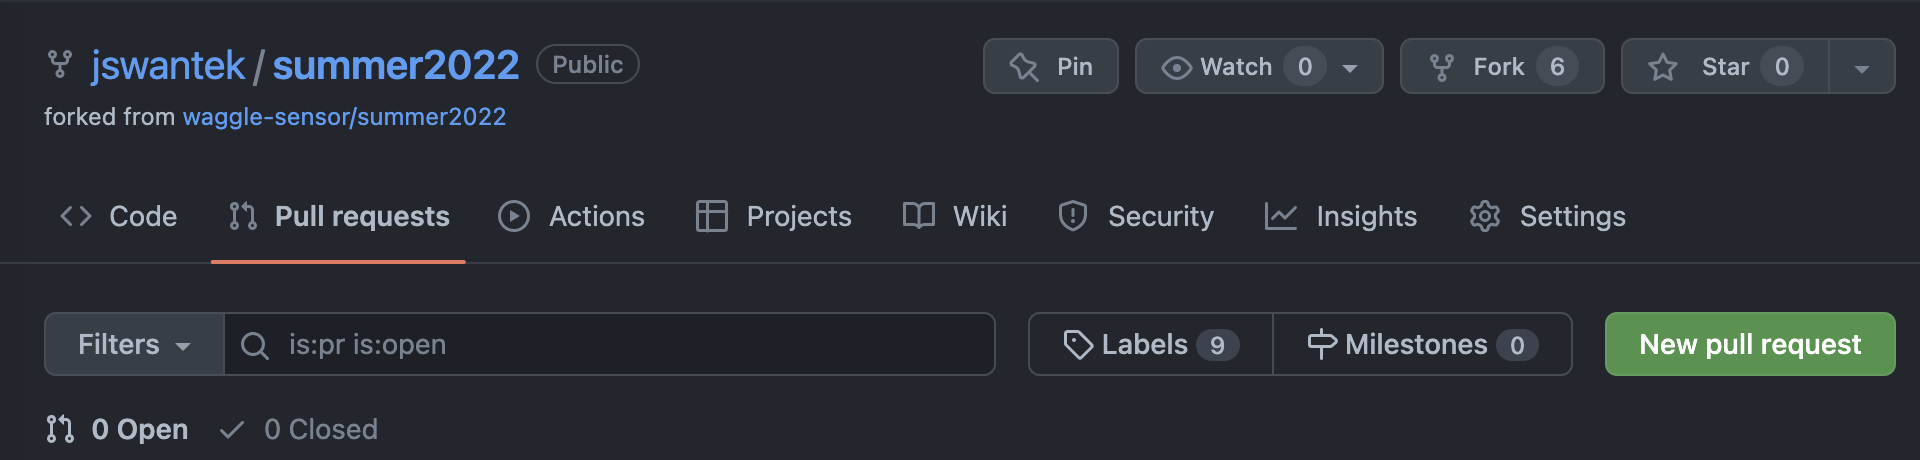 jswantek/summer2022 Public Pin Watch 0 Fork 6 Star 0
forked from waggle-sensor/summer2022
Code Pull requests Actions Projects Wiki Security Insights Settings
Filters is:pr is:open Labels 9 Milestones 0 New pull request
0 Open 0 Closed